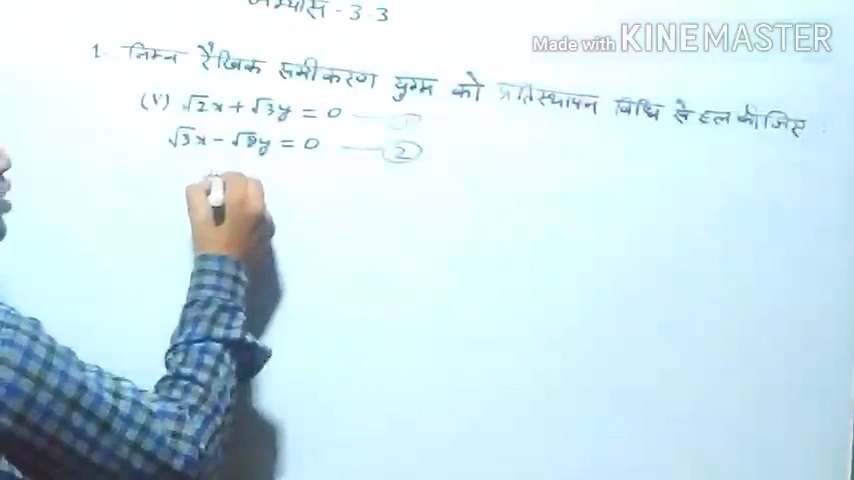 अभ्यास - 3.3
Made with KINEMASTER
1. निम्न रैखिक समीकरण युग्म को प्रतिस्थापन विधि से हल कीजिए
(V) √2x + √3y = 0 — 1
√3x - √8y = 0 — 2